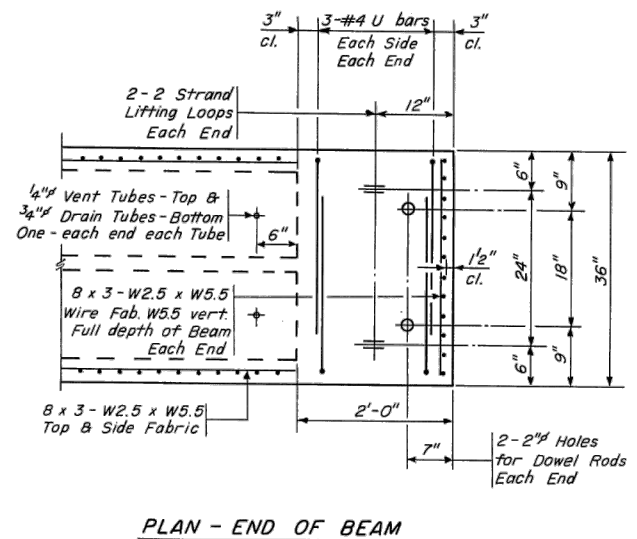 3" 3-#4 U bars 3"
cl. Each Side cl.
Each End
2-2 Strand
Lifting Loops
Each End
12"
1/4"ø Vent Tubes - Top &
3/4"ø Drain Tubes - Bottom
One - each end each Tube
6"
8 x 3 - W2.5 x W5.5
Wire Fab. W5.5 vert.
Full depth of Beam
Each End
8 x 3 - W2.5 x W5.5
Top & Side Fabric
6"
24"
6"
9"
18"
9"
36"
1 1/2"
cl.
2'-0"
7"
2-2"ø Holes
for Dowel Rods
Each End
PLAN - END OF BEAM